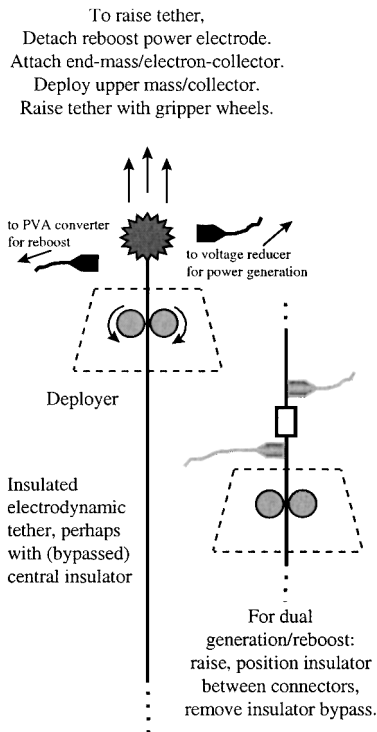 To raise tether,
Detach reboost power electrode.
Attach end-mass/electron-collector.
Deploy upper mass/collector.
Raise tether with gripper wheels.
to PVA converter
for reboost
to voltage reducer
for power generation
Deployer
Insulated
electrodynamic
tether, perhaps
with (bypassed)
central insulator
For dual
generation/reboost:
raise, position insulator
between connectors,
remove insulator bypass.